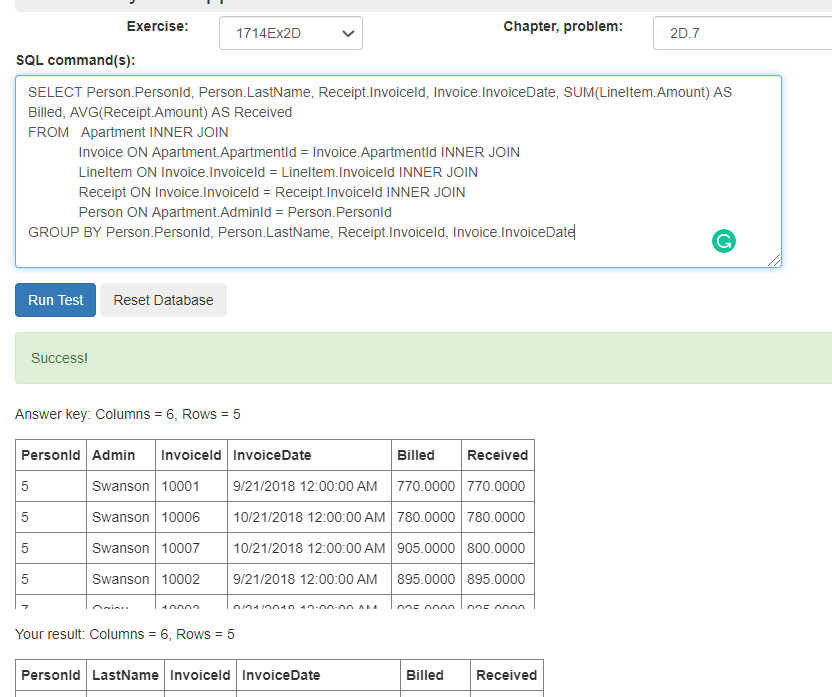 Exercise: 1714Ex2D Chapter, problem: 2D.7
SQL command(s):
SELECT Person.PersonId, Person.LastName, Receipt.InvoiceId, Invoice.InvoiceDate, SUM(LineItem.Amount) AS
Billed, AVG(Receipt.Amount) AS Received
FROM Apartment INNER JOIN
Invoice ON Apartment.ApartmentId = Invoice.ApartmentId INNER JOIN
LineItem ON Invoice.InvoiceId = LineItem.InvoiceId INNER JOIN
Receipt ON Invoice.InvoiceId = Receipt.InvoiceId INNER JOIN
Person ON Apartment.AdminId = Person.PersonId
GROUP BY Person.PersonId, Person.LastName, Receipt.InvoiceId, Invoice.InvoiceDate
Run Test Reset Database
Success!
Answer key: Columns = 6, Rows = 5
PersonId Admin InvoiceId InvoiceDate Billed Received
5 Swanson 10001 9/21/2018 12:00:00 AM 770.0000 770.0000
5 Swanson 10006 10/21/2018 12:00:00 AM 780.0000 780.0000
5 Swanson 10007 10/21/2018 12:00:00 AM 905.0000 800.0000
5 Swanson 10002 9/21/2018 12:00:00 AM 895.0000 895.0000
Your result: Columns = 6, Rows = 5
PersonId LastName InvoiceId InvoiceDate Billed Received